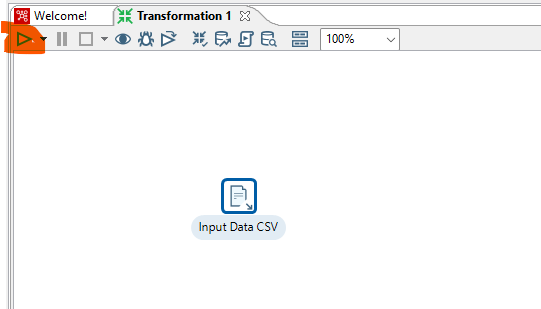 Welcome!
Transformation 1
100%
Input Data CSV